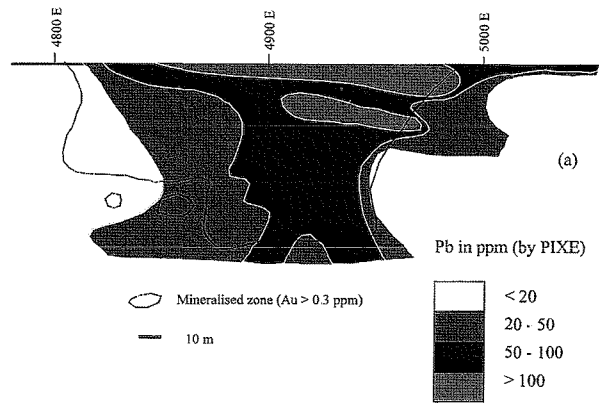 4800 E
4900 E
5000 E
(a)
Pb in ppm (by PIXE)
Mineralised zone (Au > 0.3 ppm)
10 m
< 20
20 - 50
50 - 100
> 100